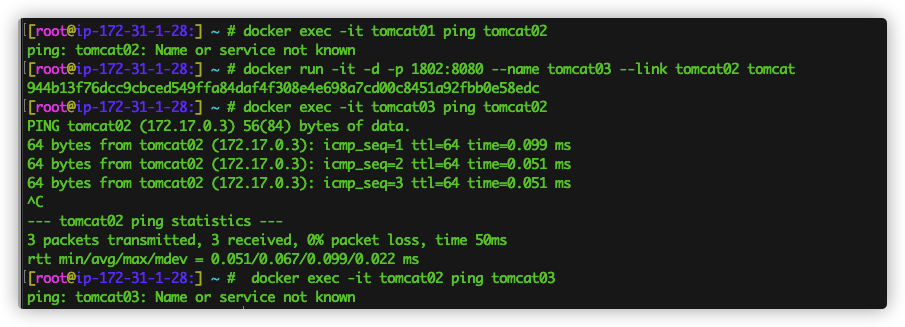 [root@ip-172-31-1-28:] ~ # docker exec -it tomcat01 ping tomcat02
ping: tomcat02: Name or service not known
[root@ip-172-31-1-28:] ~ # docker run -it -d -p 1802:8080 --name tomcat03 --link tomcat02 tomcat
944b13f76dcc9cbced549ffa84daf4f308e4e698a7cd00c8451a92fbb0e58edc
[root@ip-172-31-1-28:] ~ # docker exec -it tomcat03 ping tomcat02
PING tomcat02 (172.17.0.3) 56(84) bytes of data.
64 bytes from tomcat02 (172.17.0.3): icmp_seq=1 ttl=64 time=0.099 ms
64 bytes from tomcat02 (172.17.0.3): icmp_seq=2 ttl=64 time=0.051 ms
64 bytes from tomcat02 (172.17.0.3): icmp_seq=3 ttl=64 time=0.051 ms
^C
--- tomcat02 ping statistics ---
3 packets transmitted, 3 received, 0% packet loss, time 50ms
rtt min/avg/max/mdev = 0.051/0.067/0.099/0.022 ms
[root@ip-172-31-1-28:] ~ #  docker exec -it tomcat02 ping tomcat03
ping: tomcat03: Name or service not known